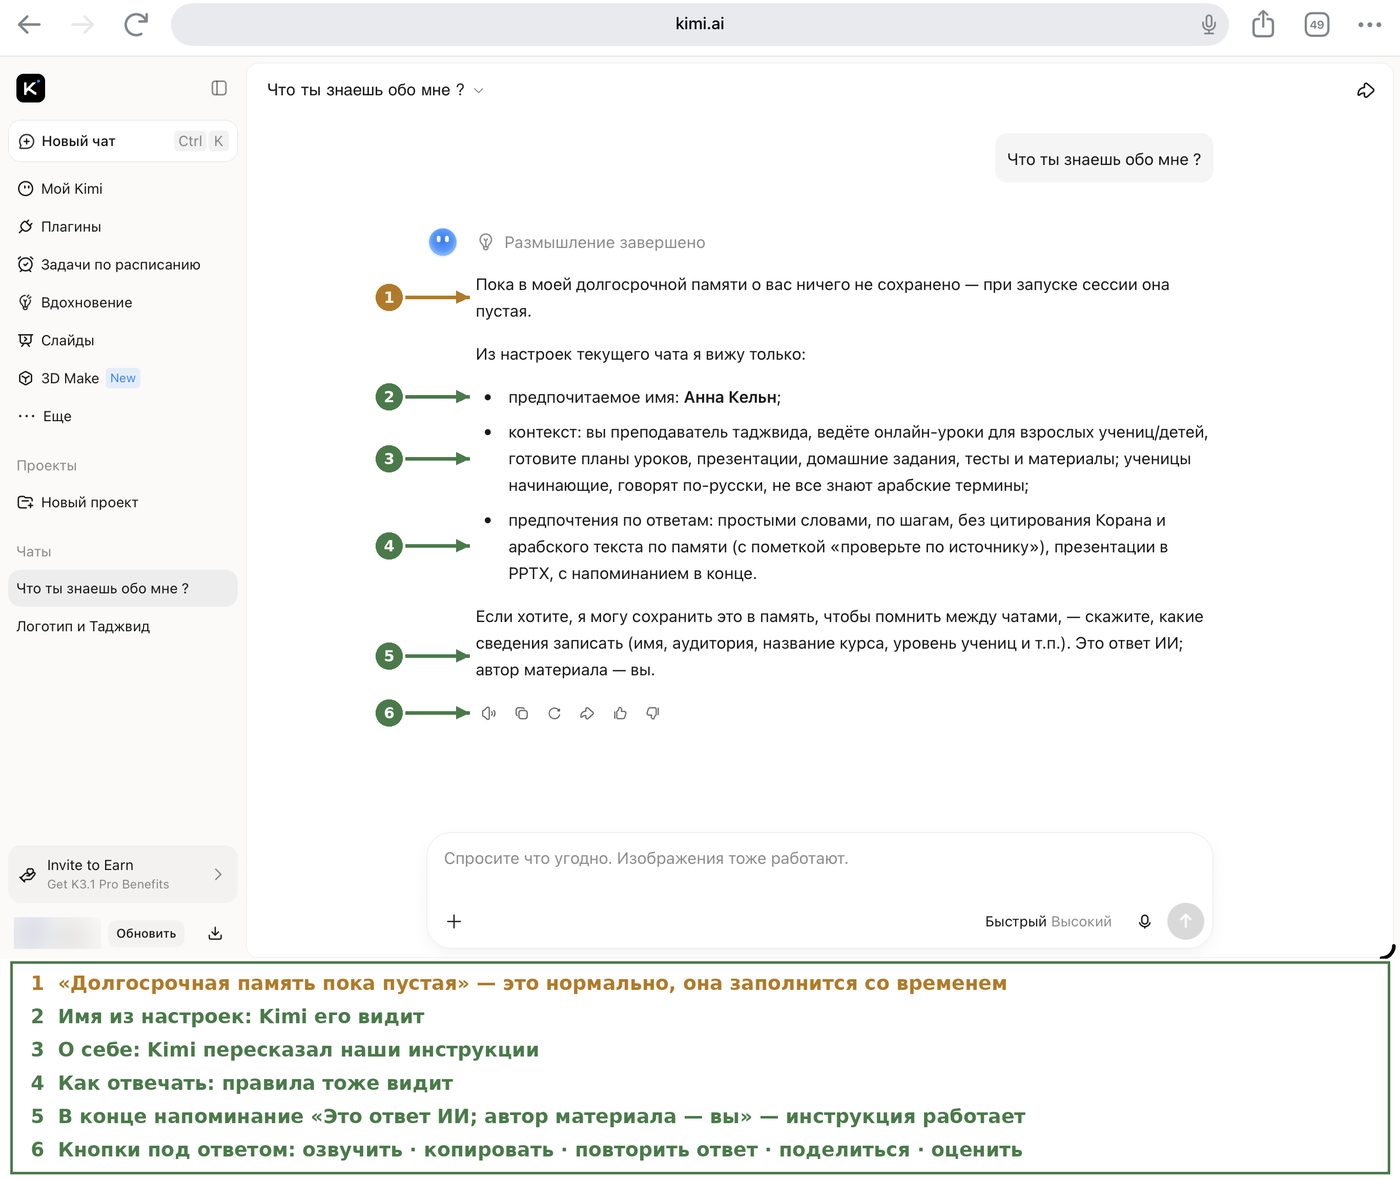 kimi.ai
49
K
Что ты знаешь обо мне ?
Новый чат Ctrl K
Мой Kimi
Плагины
Задачи по расписанию
Вдохновение
Слайды
3D Make New
Еще
Проекты
Новый проект
Чаты
Что ты знаешь обо мне ?
Логотип и Таджвид
Invite to Earn
Get K3.1 Pro Benefits
Обновить
Что ты знаешь обо мне ?
Размышление завершено
1
Пока в моей долгосрочной памяти о вас ничего не сохранено — при запуске сессии она
пустая.
Из настроек текущего чата я вижу только:
2
• предпочитаемое имя: Анна Кельн;
• контекст: вы преподаватель таджвида, ведёте онлайн-уроки для взрослых учениц/детей,
3
готовите планы уроков, презентации, домашние задания, тесты и материалы; ученицы
начинающие, говорят по-русски, не все знают арабские термины;
• предпочтения по ответам: простыми словами, по шагам, без цитирования Корана и
4
арабского текста по памяти (с пометкой «проверьте по источнику»), презентации в
PPTX, с напоминанием в конце.
Если хотите, я могу сохранить это в память, чтобы помнить между чатами, — скажите, какие
сведения записать (имя, аудитория, название курса, уровень учениц и т.п.). Это ответ ИИ;
5
автор материала — вы.
6
Спросите что угодно. Изображения тоже работают.
Быстрый Высокий
1 «Долгосрочная память пока пустая» — это нормально, она заполнится со временем
2 Имя из настроек: Kimi его видит
3 О себе: Kimi пересказал наши инструкции
4 Как отвечать: правила тоже видит
5 В конце напоминание «Это ответ ИИ; автор материала — вы» — инструкция работает
6 Кнопки под ответом: озвучить · копировать · повторить ответ · поделиться · оценить